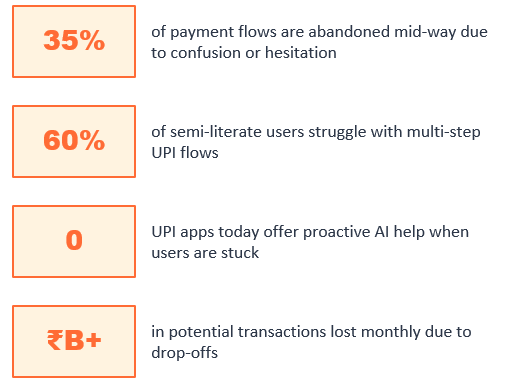 35%
of payment flows are abandoned mid-way due
to confusion or hesitation
60%
of semi-literate users struggle with multi-step
UPI flows
0
UPI apps today offer proactive AI help when
users are stuck
₹B+
in potential transactions lost monthly due to
drop-offs